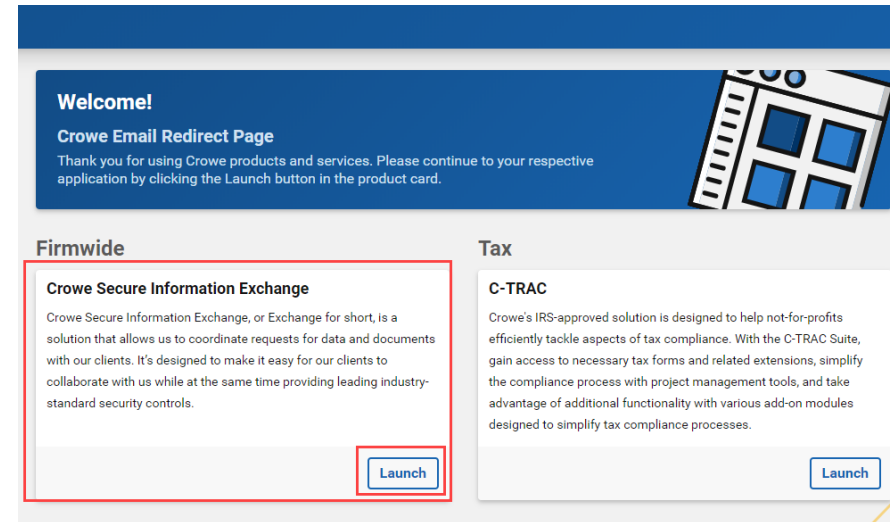 Welcome!
Crowe Email Redirect Page
Thank you for using Crowe products and services. Please continue to your respective
application by clicking the Launch button in the product card.
Firmwide
Crowe Secure Information Exchange
Crowe Secure Information Exchange, or Exchange for short, is a
solution that allows us to coordinate requests for data and documents
with our clients. It's designed to make it easy for our clients to
collaborate with us while at the same time providing leading industry-
standard security controls.
Launch
Tax
C-TRAC
Crowe's IRS-approved solution is designed to help not-for-profits
efficiently tackle aspects of tax compliance. With the C-TRAC Suite,
gain access to necessary tax forms and related extensions, simplify
the compliance process with project management tools, and take
advantage of additional functionality with various add-on modules
designed to simplify tax compliance processes.
Launch